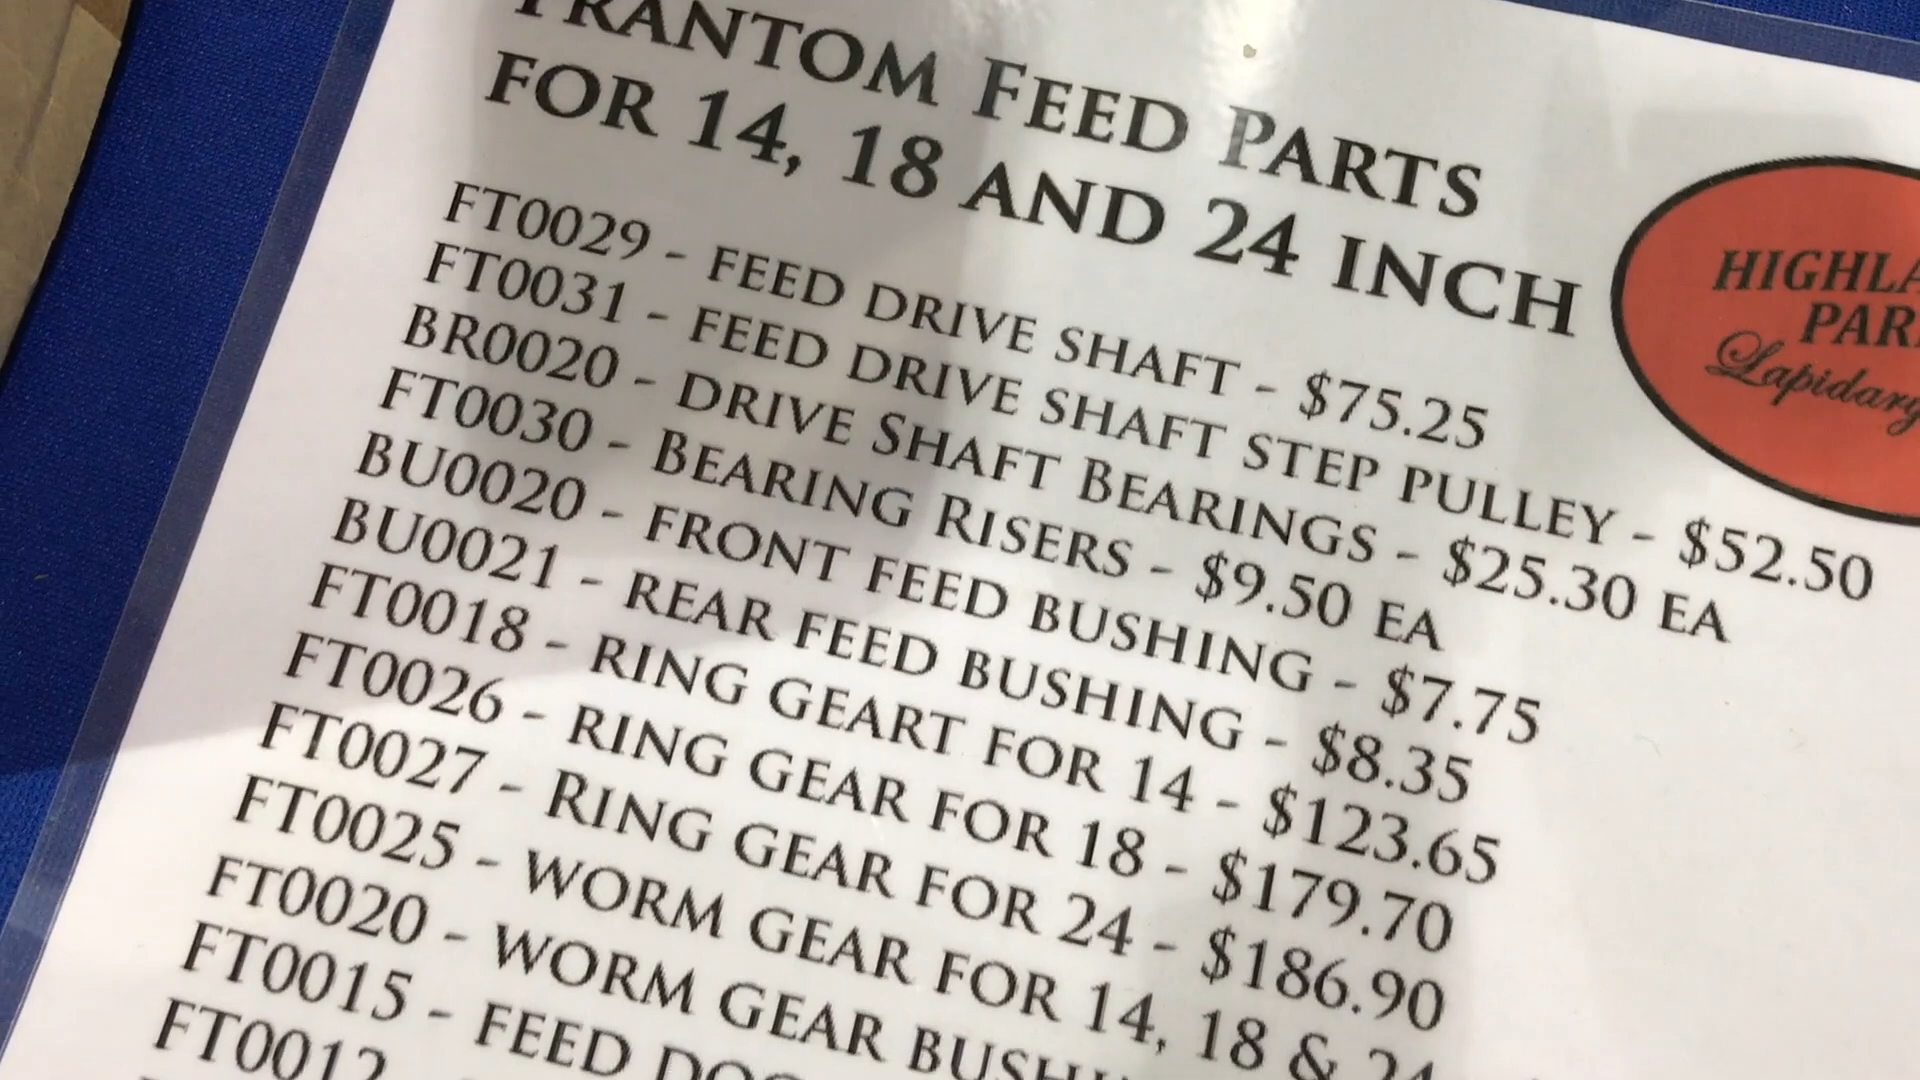 FRANTOM FEED PARTS
FOR 14, 18 AND 24 INCH
FT0029 - FEED DRIVE SHAFT - $75.25
FT0031 - FEED DRIVE SHAFT STEP PULLEY - $52.50
BR0020 - DRIVE SHAFT BEARINGS - $25.30 EA
FT0030 - BEARING RISERS - $9.50 EA
BU0020 - FRONT FEED BUSHING - $7.75
BU0021 - REAR FEED BUSHING - $8.35
FT0018 - RING GEART FOR 14 - $123.65
FT0026 - RING GEAR FOR 18 - $179.70
FT0027 - RING GEAR FOR 24 - $186.90
FT0025 - WORM GEAR FOR 14, 18 & 24
FT0020 - WORM GEAR
FT0015 - FEED
FT0012
Lapidary